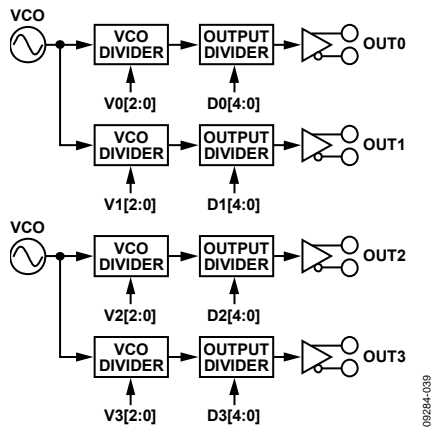 VCO
VCO
DIVIDER
OUTPUT
DIVIDER
OUT0
V0[2:0]
D0[4:0]
VCO
DIVIDER
OUTPUT
DIVIDER
OUT1
V1[2:0]
D1[4:0]
VCO
VCO
DIVIDER
OUTPUT
DIVIDER
OUT2
V2[2:0]
D2[4:0]
VCO
DIVIDER
OUTPUT
DIVIDER
OUT3
V3[2:0]
D3[4:0]
09284-039